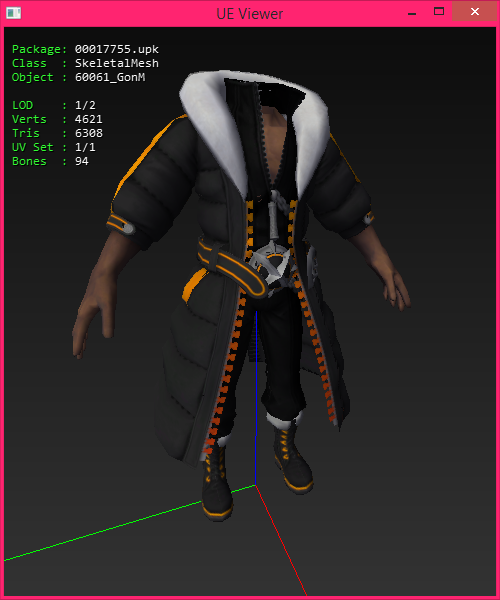 UE Viewer
Package: 00017755.upk
Class  : SkeletalMesh
Object : 60061_GonM
LOD    : 1/2
Verts  : 4621
Tris   : 6308
UV Set : 1/1
Bones  : 94